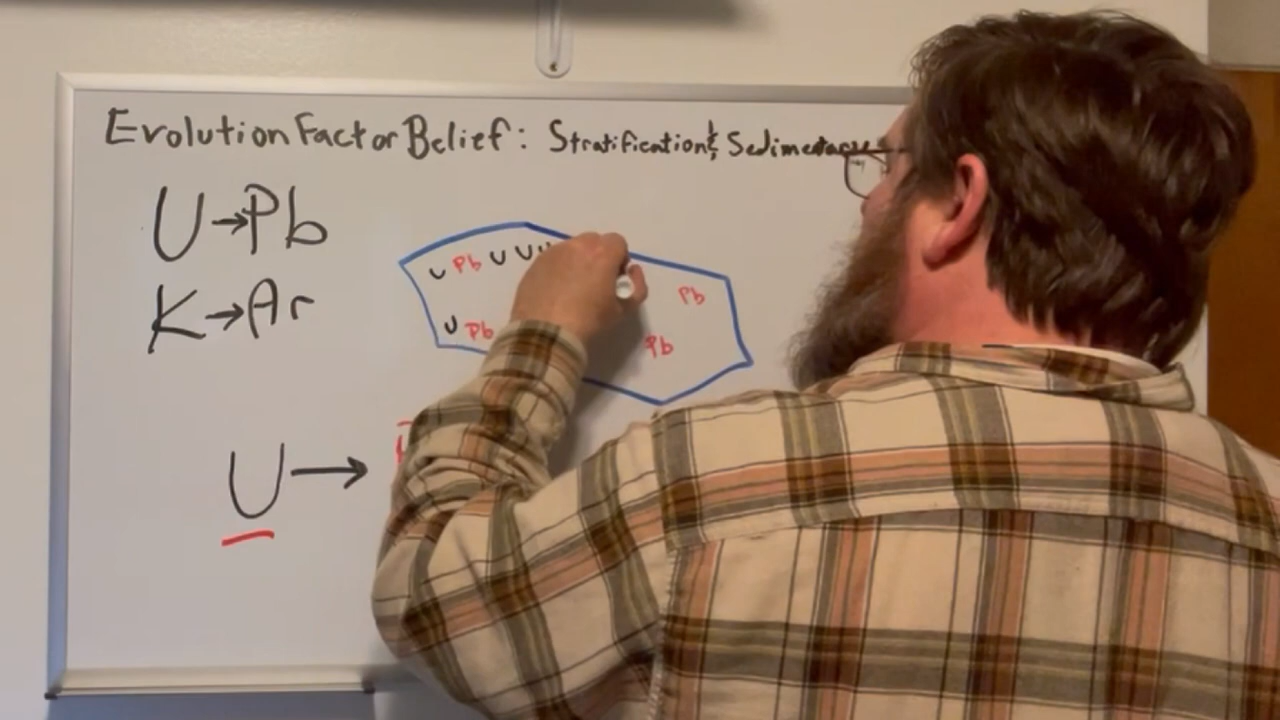 Evolution Fact or Belief: Stratification & Sedimentary
U→Pb
K→Ar
U Pb U U U
Pb
U Pb
Pb
U →